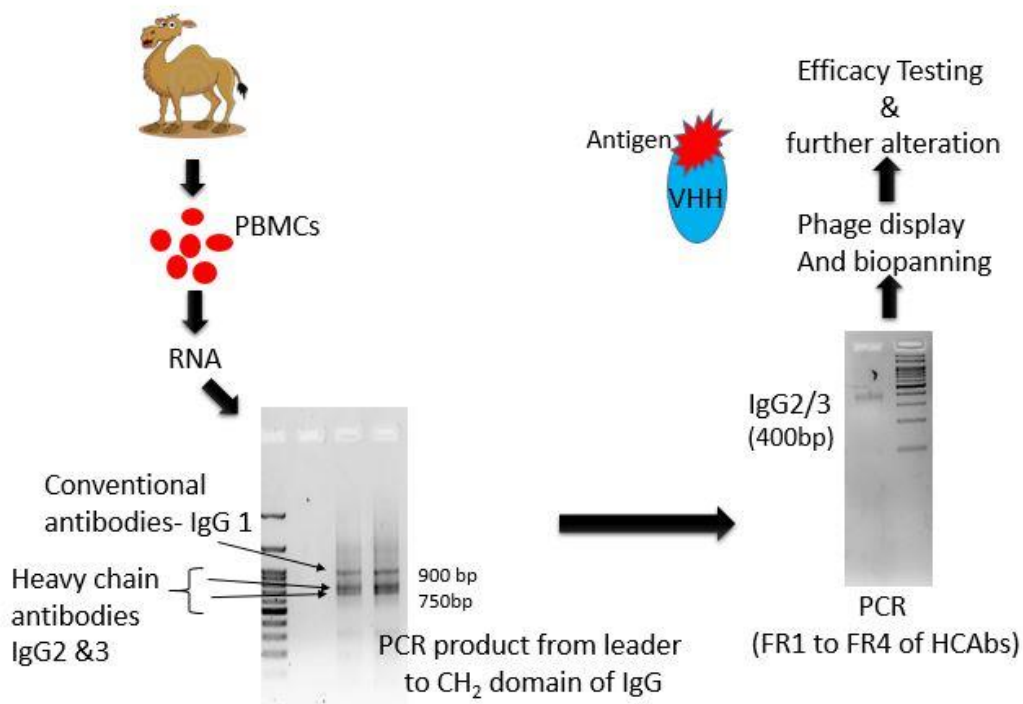 PBMCs
RNA
Conventional
antibodies- IgG 1
Heavy chain
antibodies
IgG2 &3
900 bp
750bp
PCR product from leader
to CH₂ domain of IgG
Antigen
VHH
Efficacy Testing
&
further alteration
Phage display
And biopanning
IgG2/3
(400bp)
PCR
(FR1 to FR4 of HCAbs)